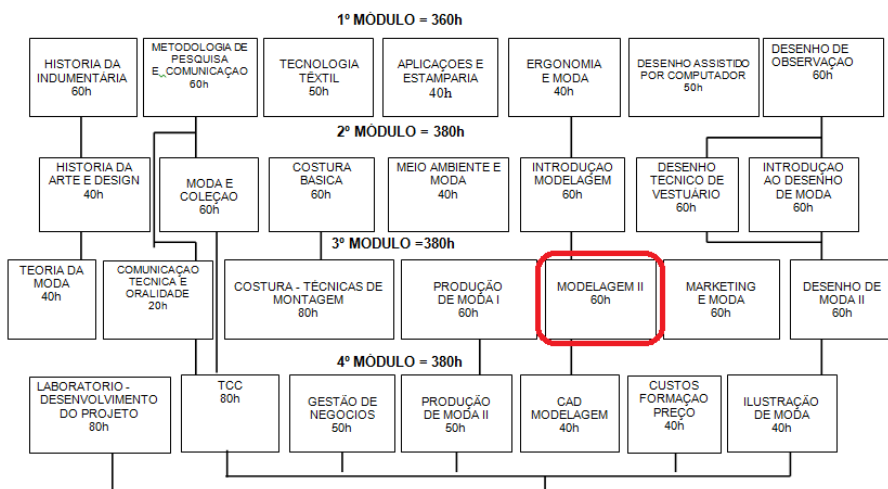 1º MÓDULO = 360h
HISTORIA DA
INDUMENTÁRIA
60h
METODOLOGIA DE
PESQUISA
E COMUNICAÇAO
60h
TECNOLOGIA
TÊXTIL
50h
APLICAÇOES E
ESTAMPARIA
40h
ERGONOMIA
E MODA
40h
DESENHO ASSISTIDO
POR COMPUTADOR
50h
DESENHO DE
OBSERVAÇAO
60h
2º MÓDULO = 380h
HISTORIA DA
ARTE E DESIGN
40h
MODA E
COLEÇAO
60h
COSTURA
BASICA
60h
MEIO AMBIENTE E
MODA
40h
INTRODUÇAO
MODELAGEM
60h
DESENHO
TECNICO DE
VESTUÁRIO
60h
INTRODUÇAO
AO DESENHO
DE MODA
60h
3º MODULO =380h
TEORIA DA
MODA
40h
COMUNICAÇAO
TECNICA E
ORALIDADE
20h
COSTURA - TÉCNICAS DE
MONTAGEM
80h
PRODUÇÃO
DE MODA I
60h
MODELAGEM II
60h
MARKETING
E MODA
60h
DESENHO DE
MODA II
60h
4º MÓDULO = 380h
LABORATORIO -
DESENVOLVIMENTO
DO PROJETO
80h
TCC
80h
GESTÃO DE
NEGOCIOS
50h
PRODUÇÃO
DE MODA II
50h
CAD
MODELAGEM
40h
CUSTOS
FORMAÇAO
PREÇO
40h
ILUSTRAÇÃO
DE MODA
40h